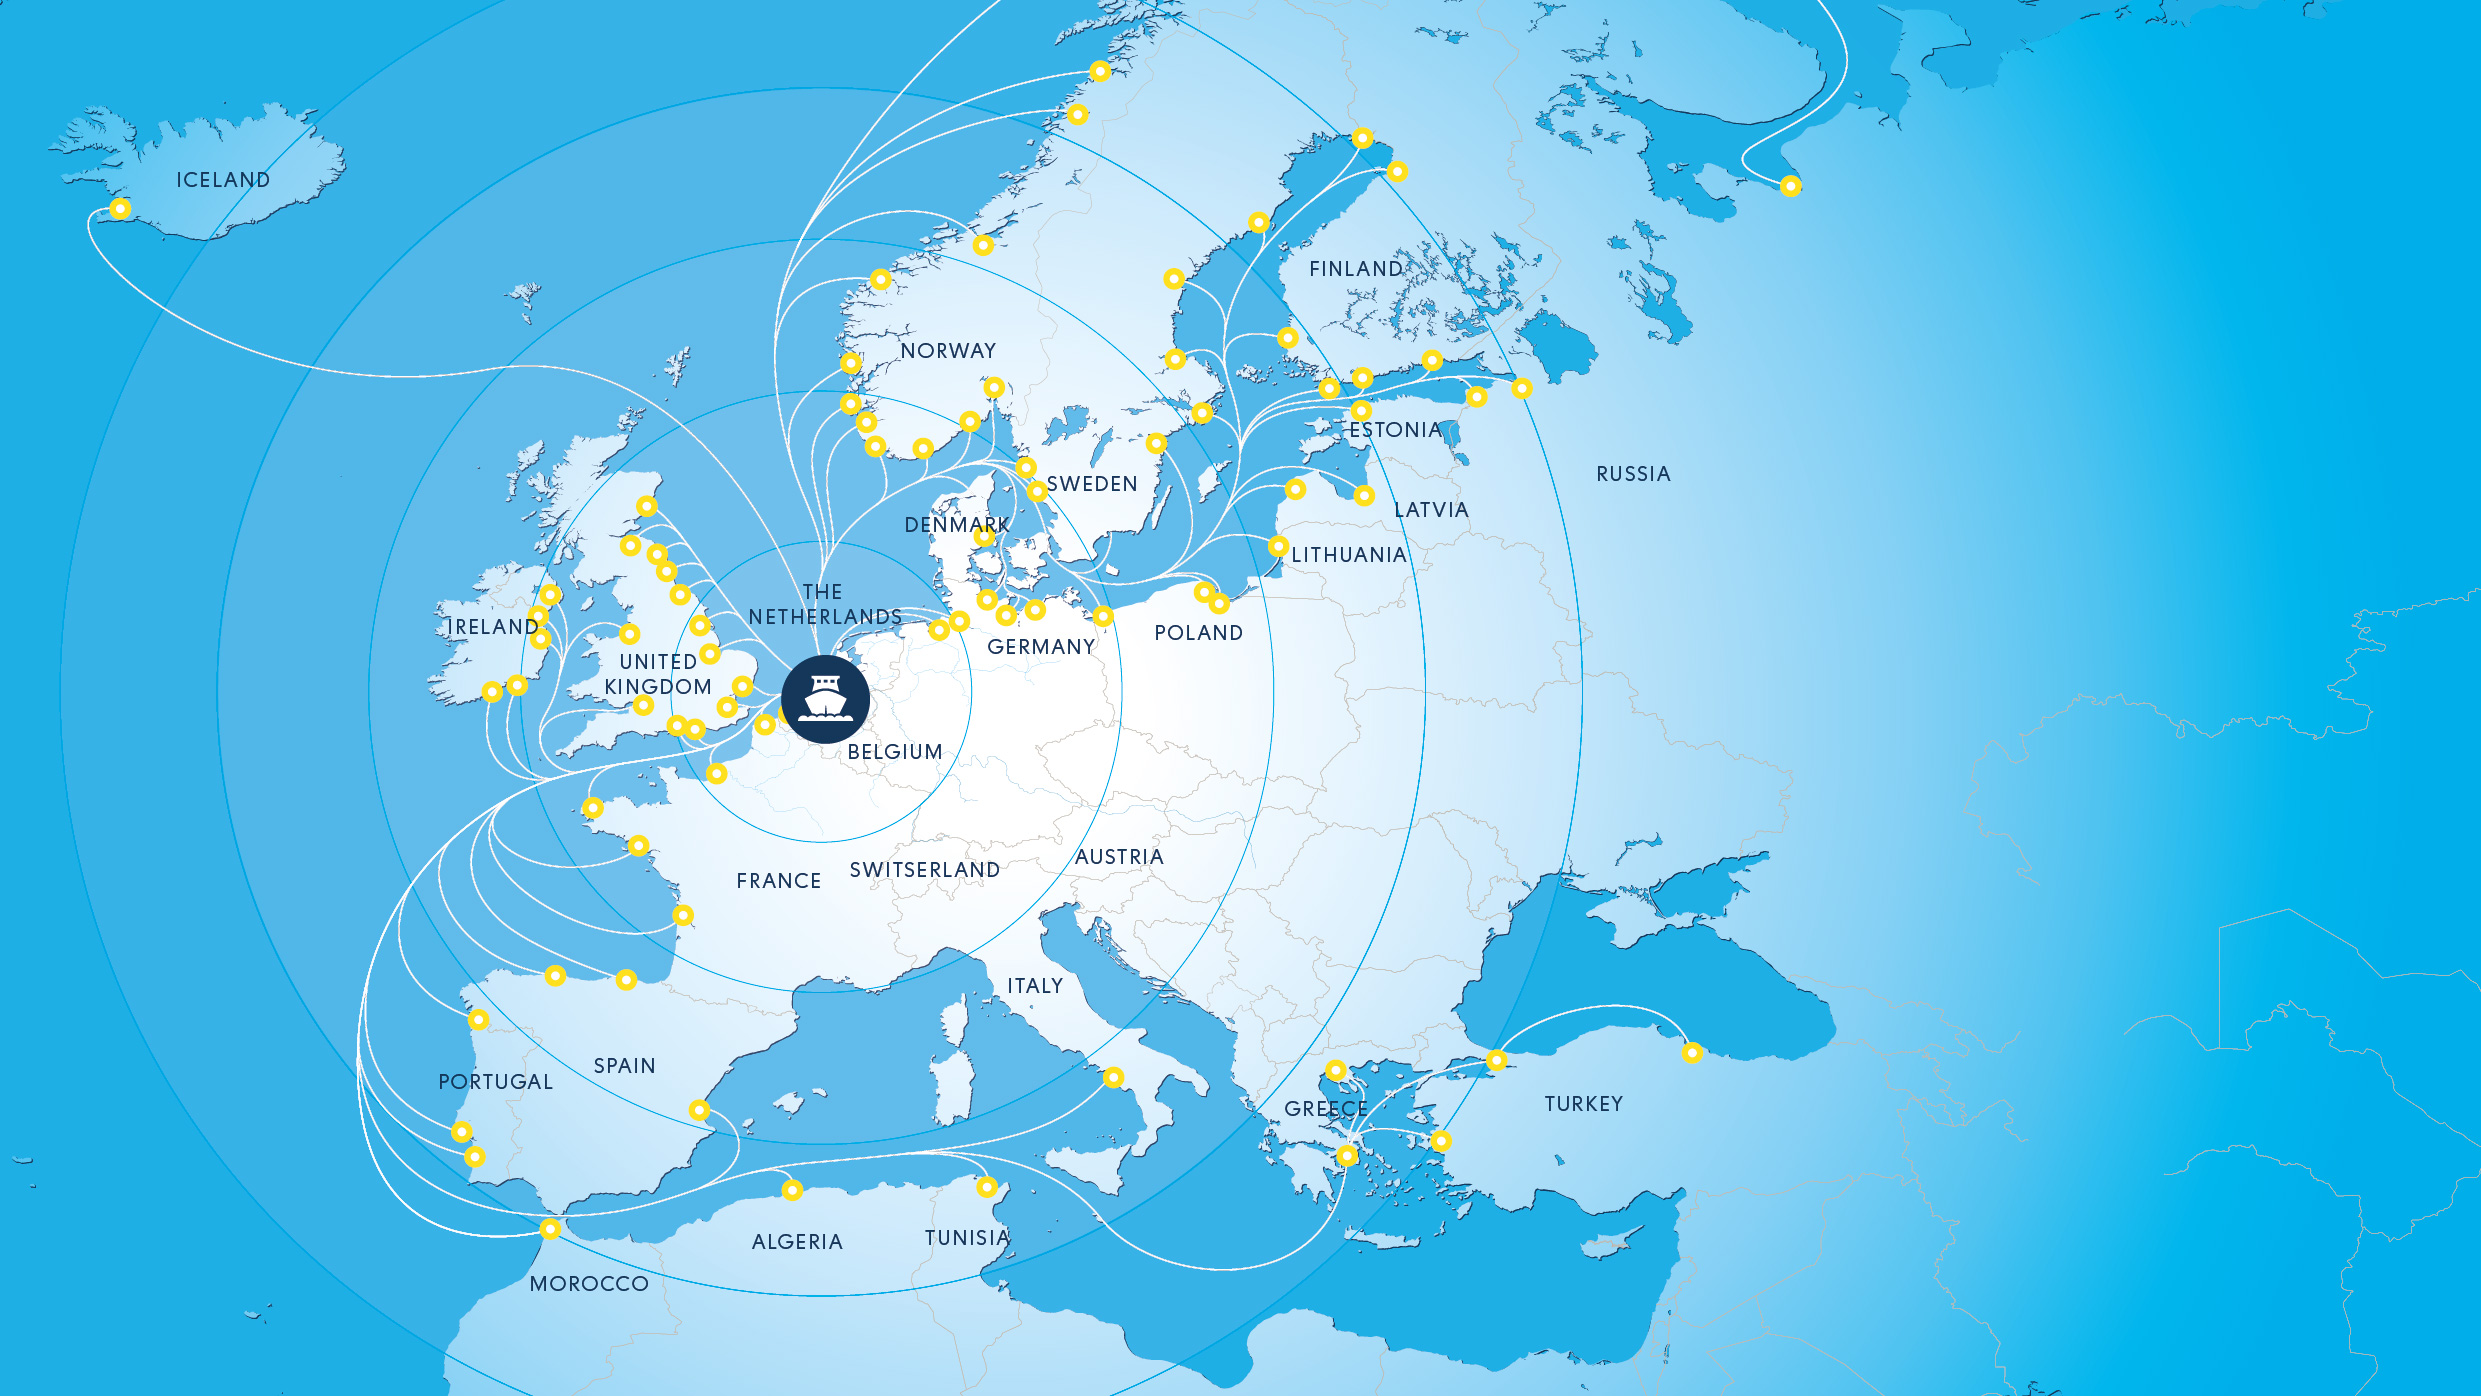 ICELAND
FINLAND
NORWAY
ESTONIA
RUSSIA
SWEDEN
LATVIA
DENMARK
LITHUANIA
THE
NETHERLANDS
IRELAND
POLAND
GERMANY
UNITED
KINGDOM
BELGIUM
AUSTRIA
SWITSERLAND
FRANCE
ITALY
SPAIN
PORTUGAL
TURKEY
GREECE
TUNISIA
ALGERIA
MOROCCO